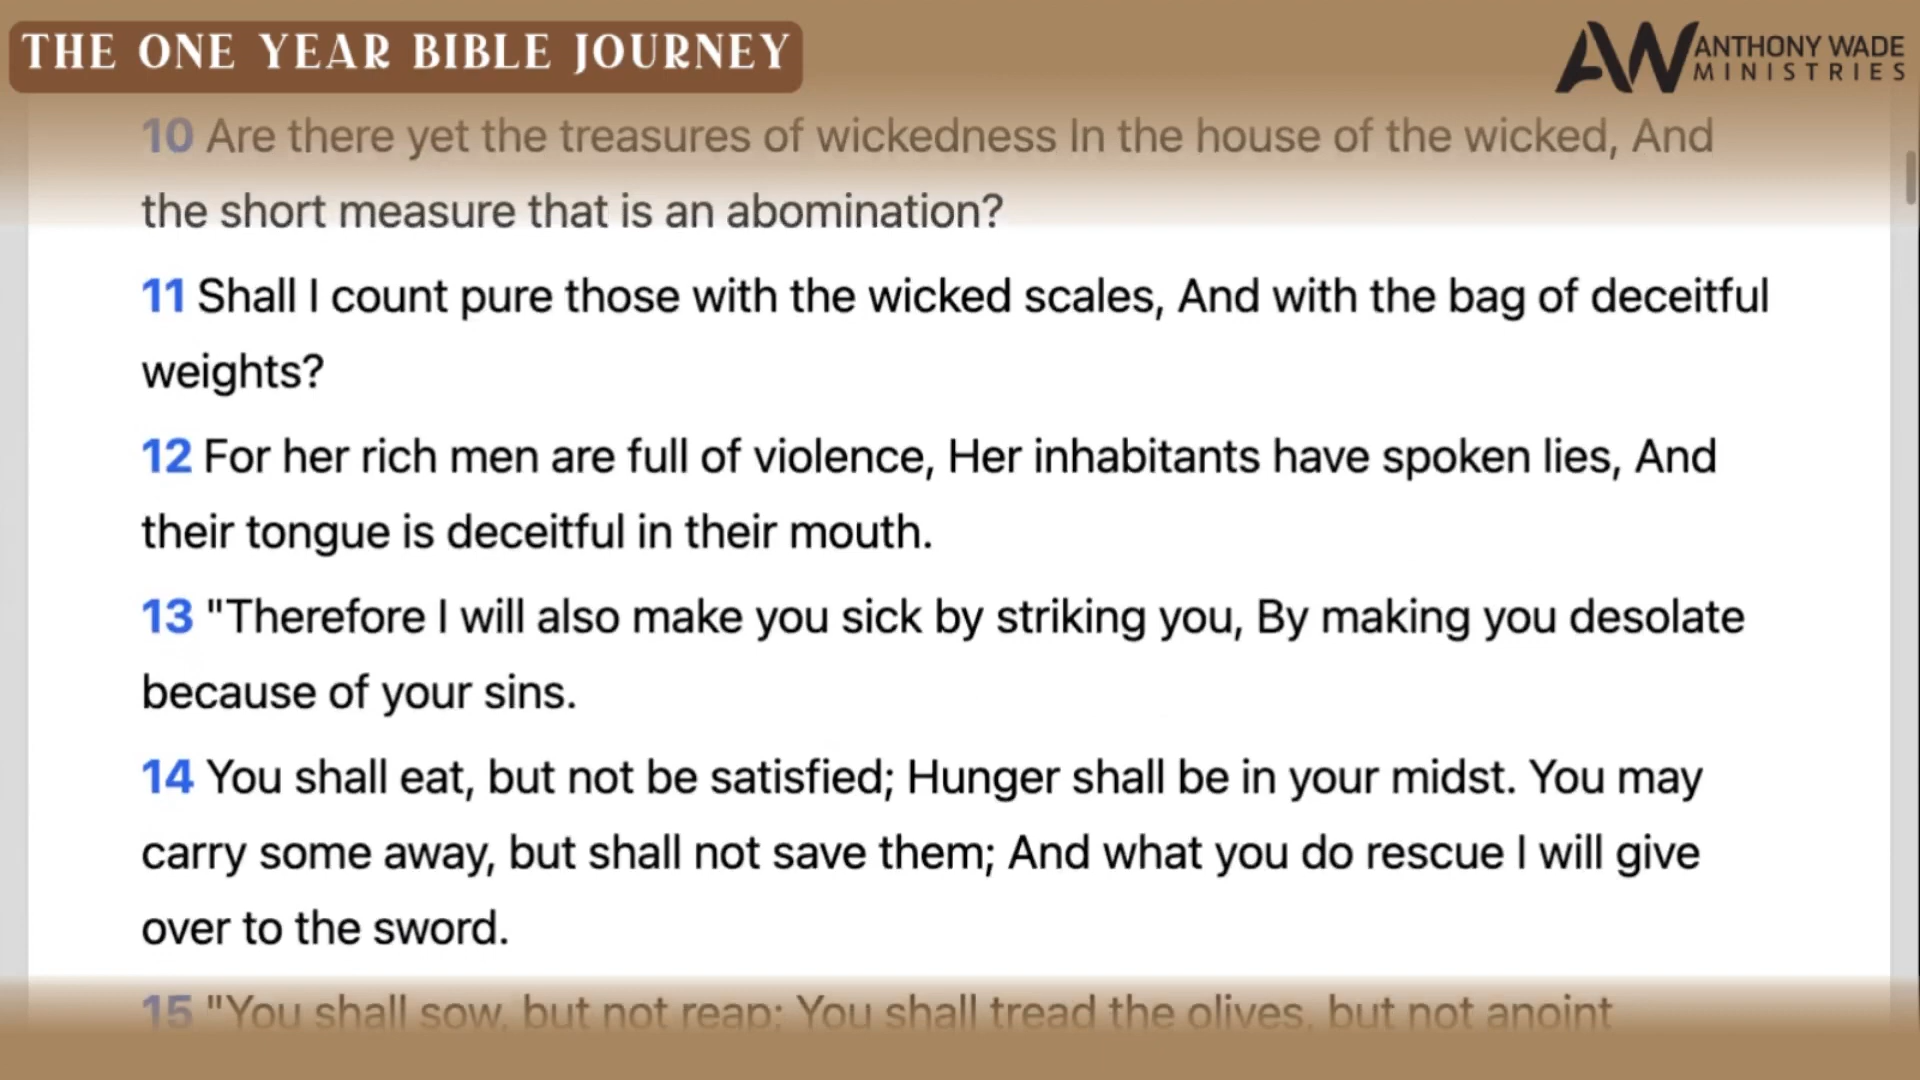 THE ONE YEAR BIBLE JOURNEY
AW ANTHONY WADE
MINISTRIES
10 Are there yet the treasures of wickedness In the house of the wicked, And
the short measure that is an abomination?
11 Shall I count pure those with the wicked scales, And with the bag of deceitful
weights?
12 For her rich men are full of violence, Her inhabitants have spoken lies, And
their tongue is deceitful in their mouth.
13 "Therefore I will also make you sick by striking you, By making you desolate
because of your sins.
14 You shall eat, but not be satisfied; Hunger shall be in your midst. You may
carry some away, but shall not save them; And what you do rescue I will give
over to the sword.
15 "You shall sow, but not reap; You shall tread the olives, but not anoint